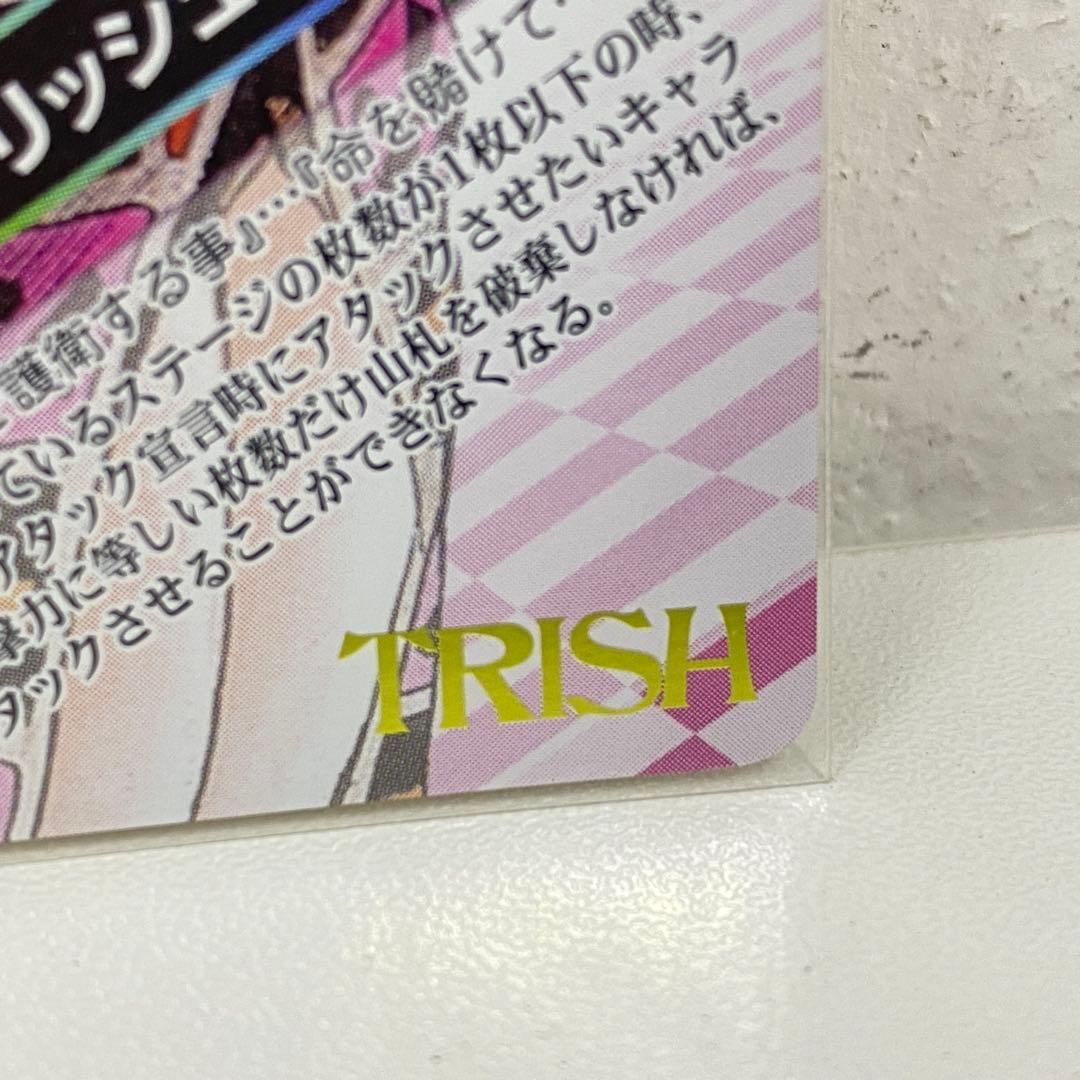 リッシュ
護衛する事』…『命を賭けて
ているステージの枚数が1枚以下の時、
アタック宣言時にアタックさせたいキャラ
力に等しい枚数だけ山札を破棄しなければ、
タックさせることができなくなる。
TRISH